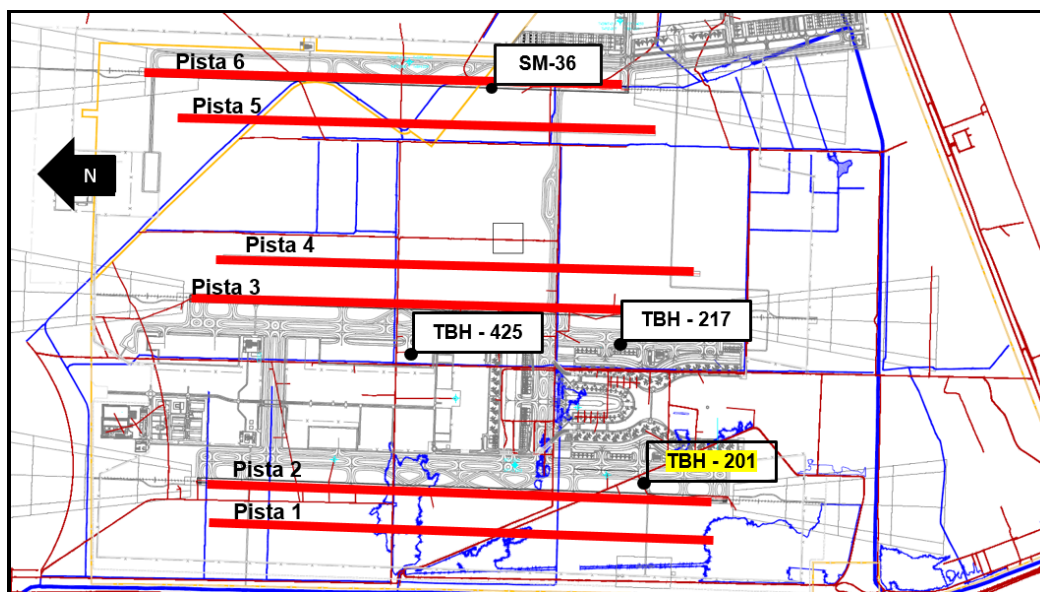 Pista 6
SM-36
Pista 5
N
Pista 4
Pista 3
TBH - 425
TBH - 217
Pista 2
TBH - 201
Pista 1